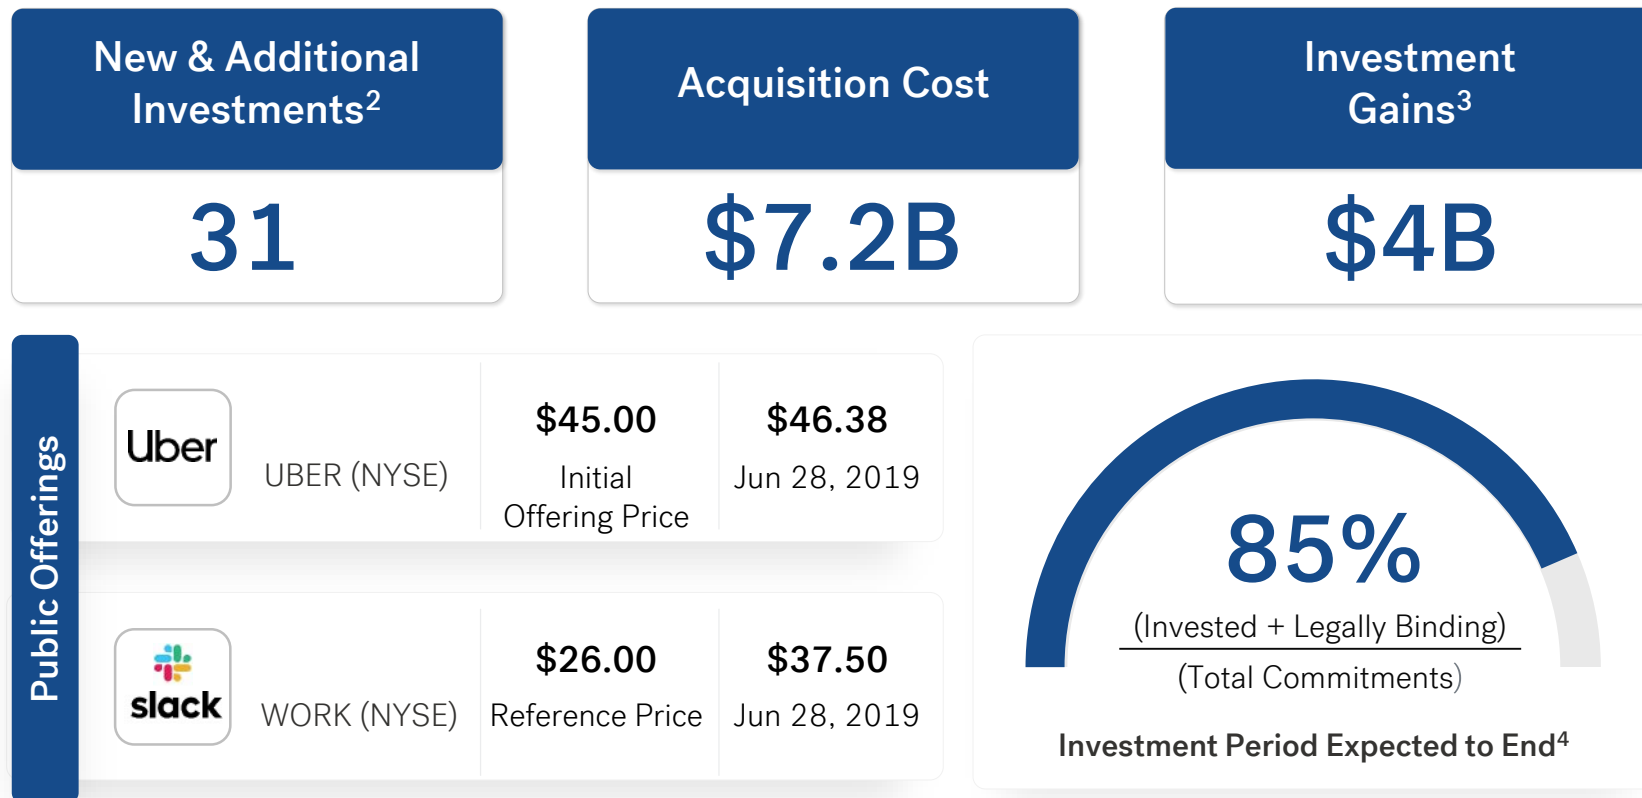 New & Additional
Investments²
31
Acquisition Cost
$7.2B
Investment
Gains³
$4B
Public Offerings
Uber
UBER (NYSE)
$45.00
Initial
Offering Price
$46.38
Jun 28, 2019
slack
WORK (NYSE)
$26.00
Reference Price
$37.50
Jun 28, 2019
85%
(Invested + Legally Binding)
(Total Commitments)
Investment Period Expected to End⁴